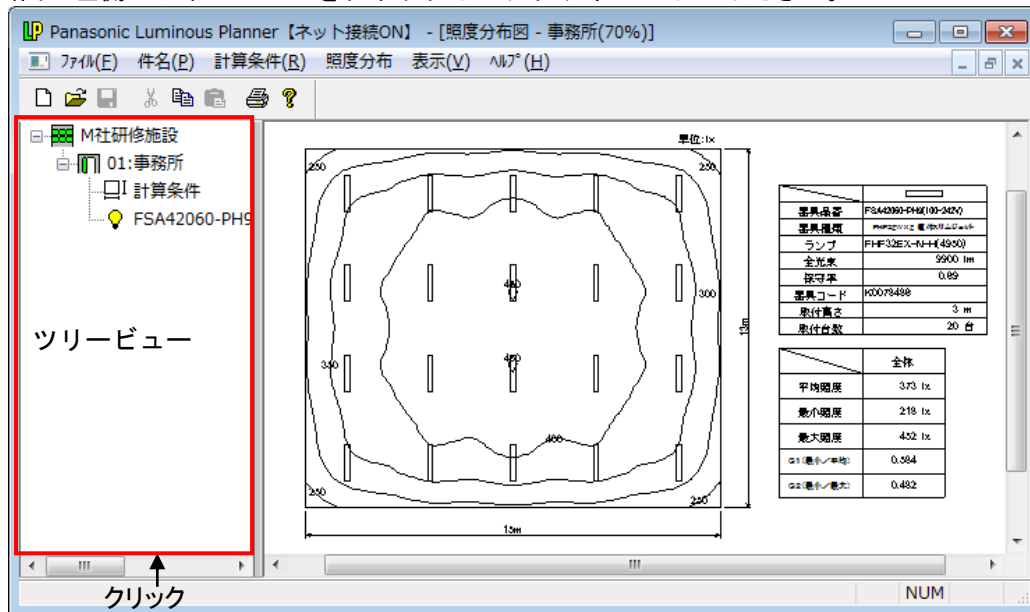 Panasonic Luminous Planner【ネット接続ON】 - [照度分布図 - 事務所(70%)]
ファイル(F) 件名(P) 計算条件(R) 照度分布 表示(V) ヘルプ(H)
M社研修施設
01:事務所
計算条件
FSA42060-PH9
ツリービュー
クリック
単位:lx
250
250
450
300
350
450
400
250
250
13m
15m
器具品番 FSA42060-PH9(100-242V)
器具種類
ランプ FHF32EX-N-H(4950)
全光束 9900 lm
保守率 0.69
器具コード K0078498
取付高さ 3 m
取付台数 20 台
全体
平均照度 373 lx
最小照度 218 lx
最大照度 452 lx
G1(最小/平均) 0.584
G2(最小/最大) 0.482
NUM